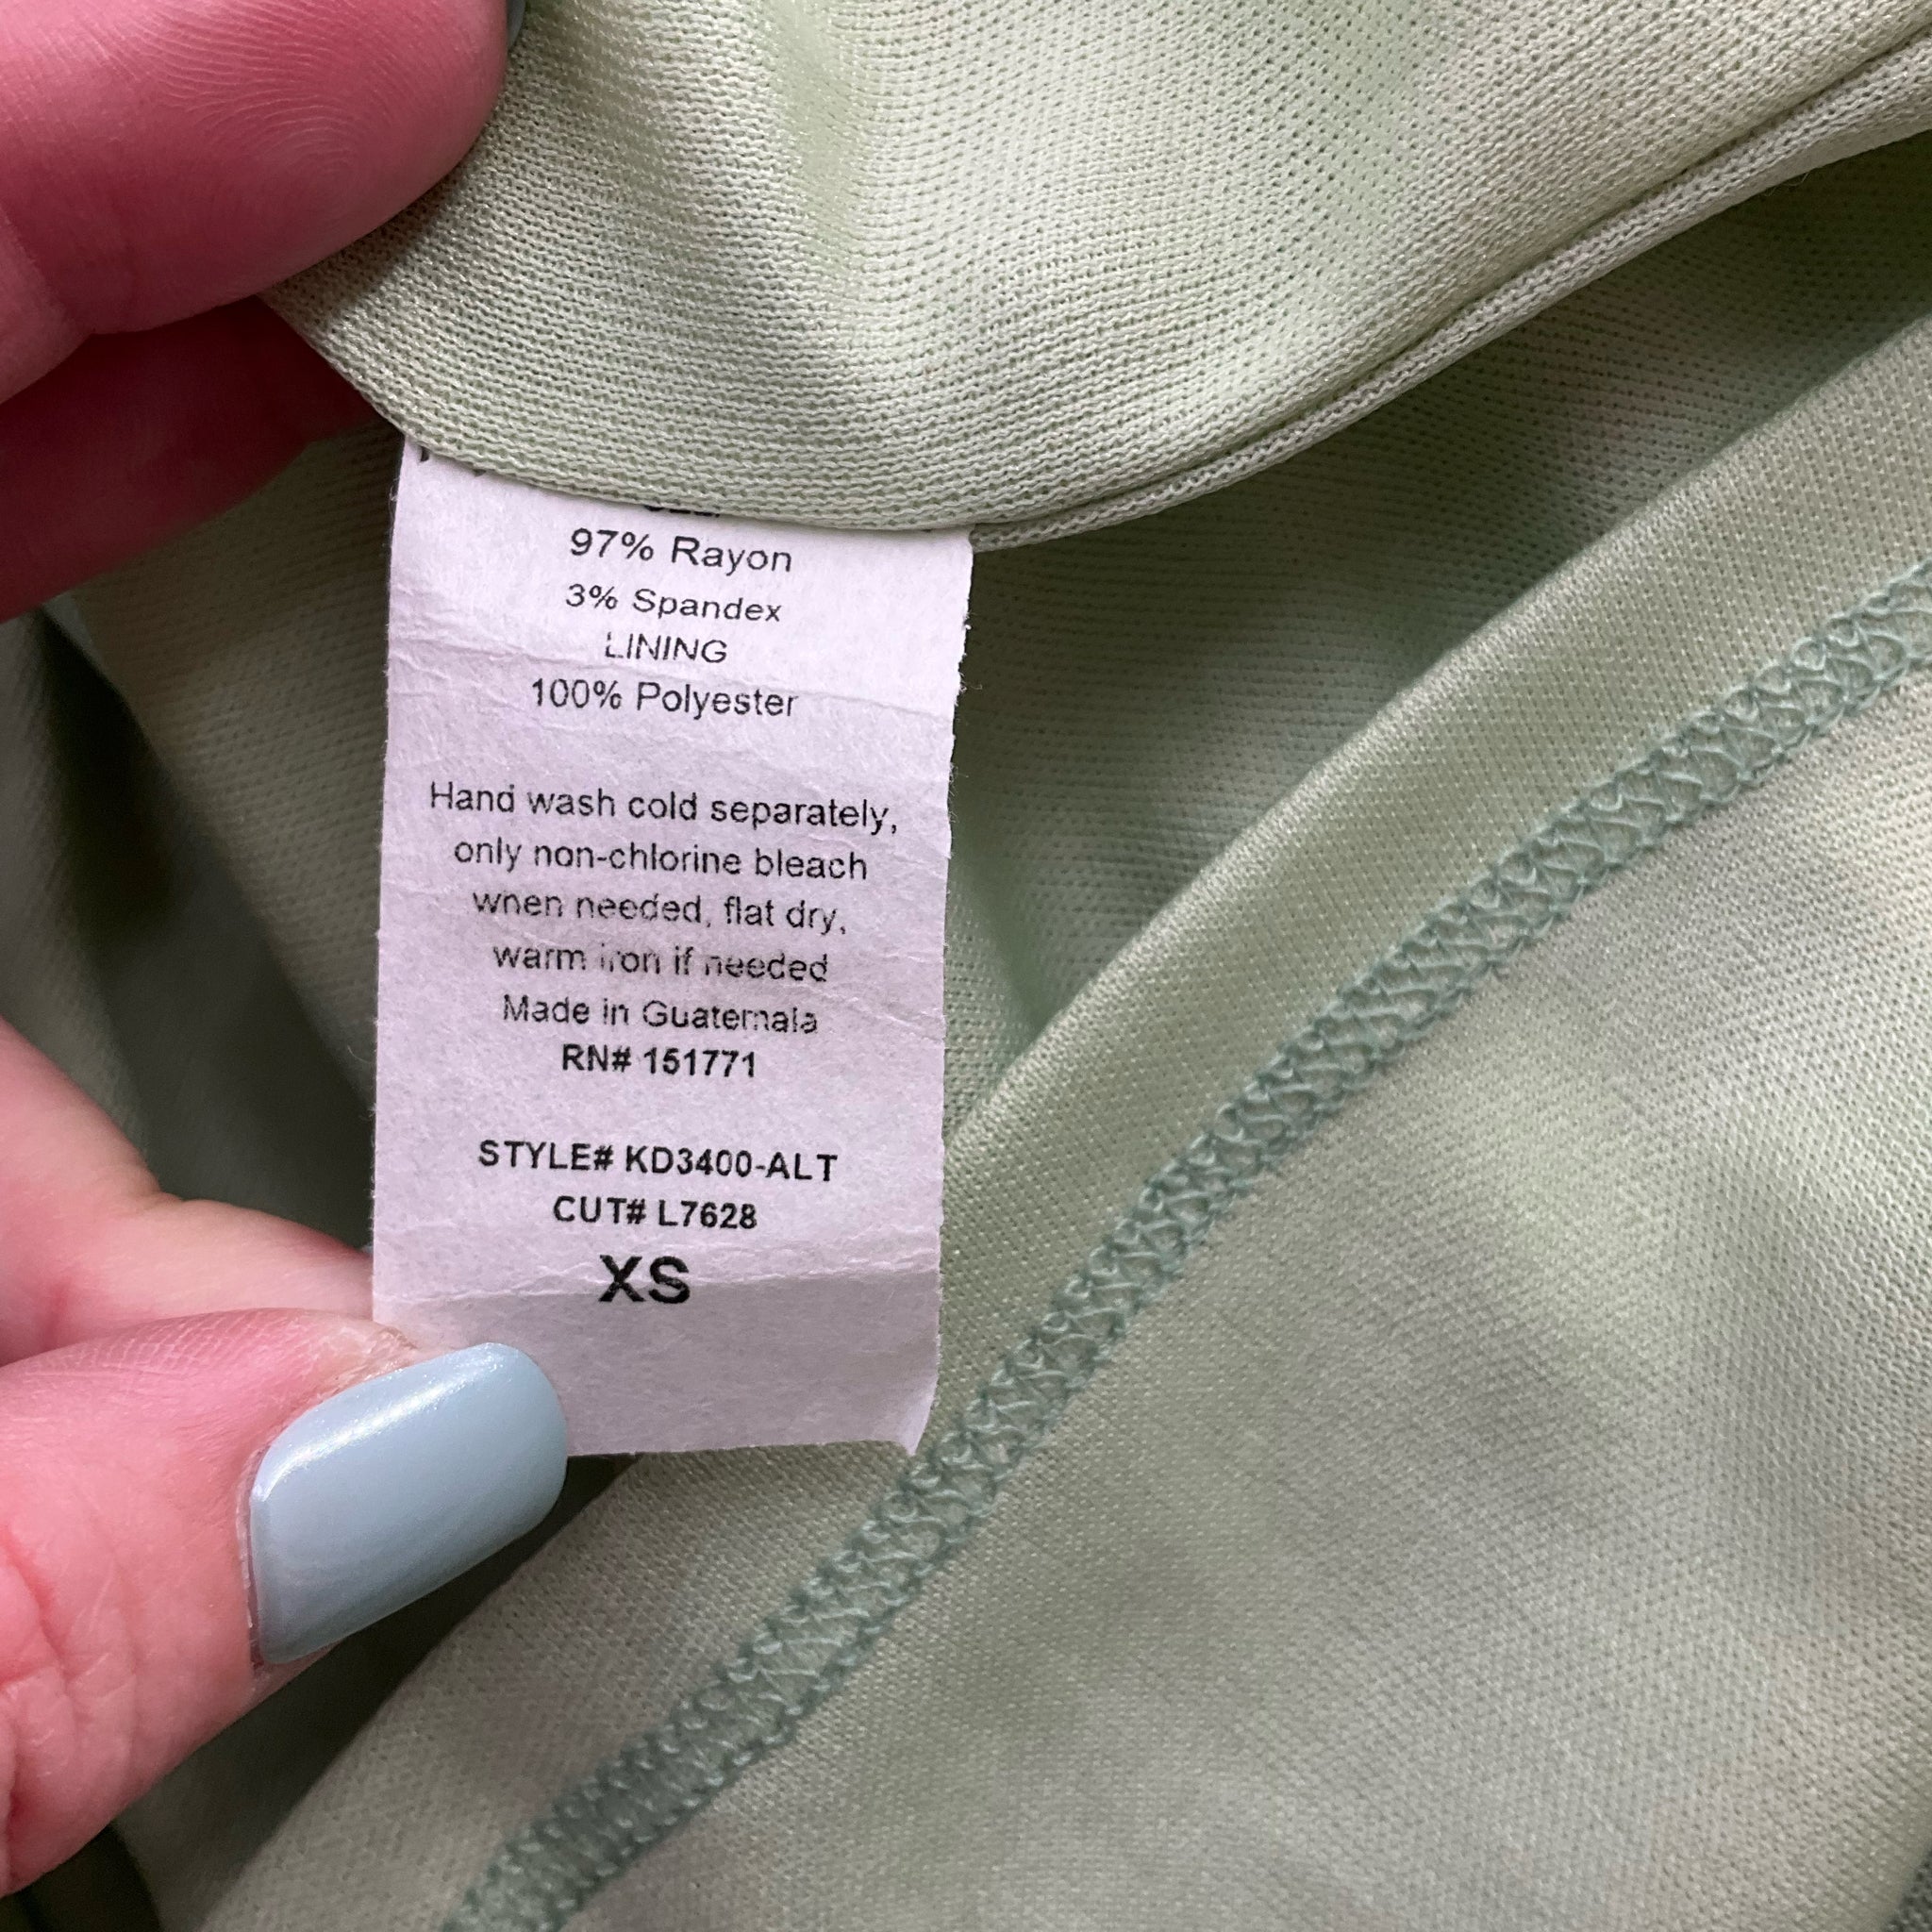 97% Rayon
3% Spandex
LINING
100% Polyester
Hand wash cold separately,
only non-chlorine bleach
when needed, flat dry,
warm iron if needed
Made in Guatemala
RN# 151771
STYLE# KD3400-ALT
CUT# L7628
XS